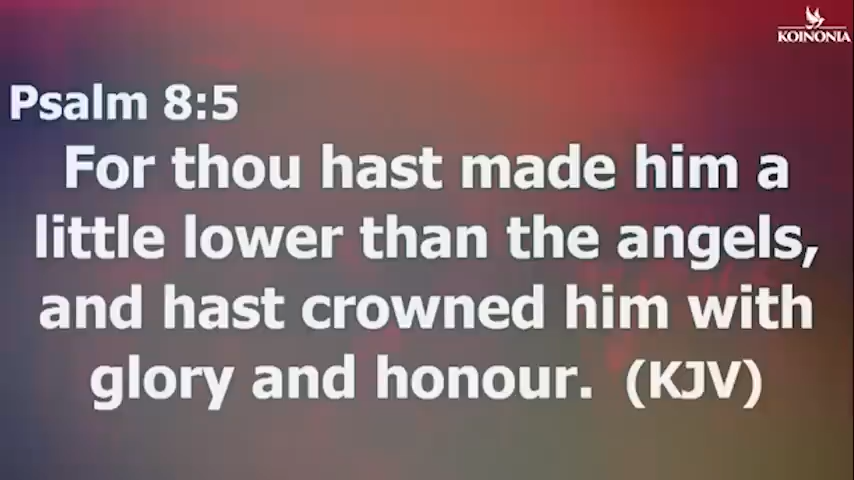 KOINONIA
Psalm 8:5
For thou hast made him a
little lower than the angels,
and hast crowned him with
glory and honour. (KJV)